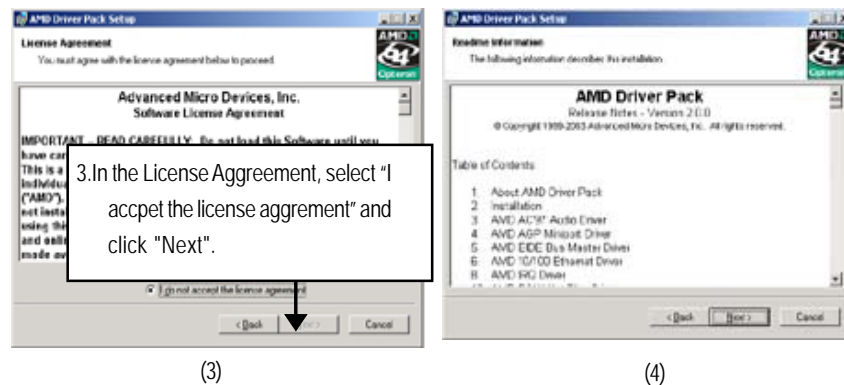 AMD Driver Pack Setup
License Agreement
You must agree with the license agreement below to proceed.
AMD
64
Opteron
Advanced Micro Devices, Inc.
Software License Agreement
IMPORTANT - READ CAREFULLY: Do not load this Software until you
have car
This is a
individua
("AMD"),
not instal
using thi
and onlin
made av
3.In the License Aggreement, select "I
accpet the license aggrement" and
click "Next".
I do not accept the license agreement
< Back
Cancel
(3)
AMD Driver Pack Setup
Readme Information
The following information describes this installation.
AMD
64
Opteron
AMD Driver Pack
Release Notes - Version 2.0.0
© Copyright 1999-2003 Advanced Micro Devices, Inc. All rights reserved.
Table of Contents:
1 About AMD Driver Pack
2 Installation
3 AMD AC'97 Audio Driver
4 AMD AGP Miniport Driver
5 AMD EIDE Bus Master Driver
6 AMD 10/100 Ethernet Driver
8 AMD IRQ Driver
< Back
Next >
Cancel
(4)